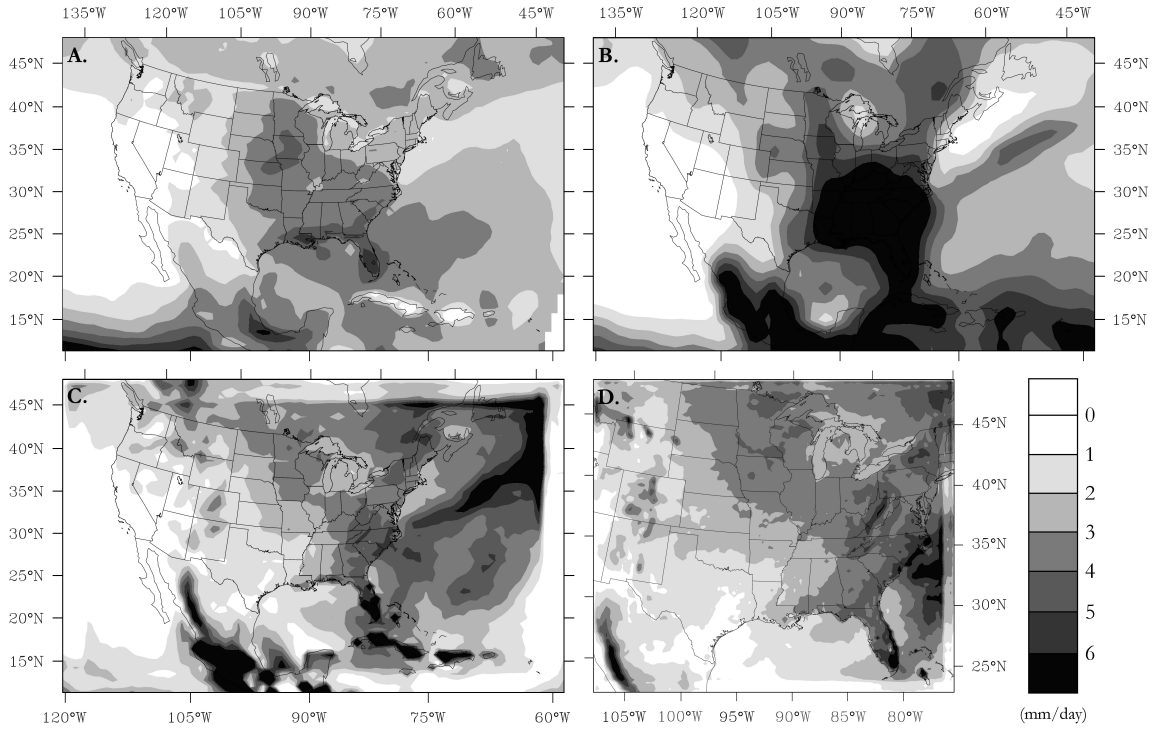 135°W 120°W 105°W 90°W 75°W 60°W 45°W 135°W 120°W 105°W 90°W 75°W 60°W 45°W
A. B.
45°N 45°N
40°N 40°N
35°N 35°N
30°N 30°N
25°N 25°N
20°N 20°N
15°N 15°N
C. D.
45°N 45°N 0
40°N 40°N 1
35°N 35°N 2
30°N 30°N 3
25°N 25°N 4
20°N 5
15°N 6
120°W 105°W 90°W 75°W 60°W 105°W 100°W 95°W 90°W 85°W 80°W (mm/day)